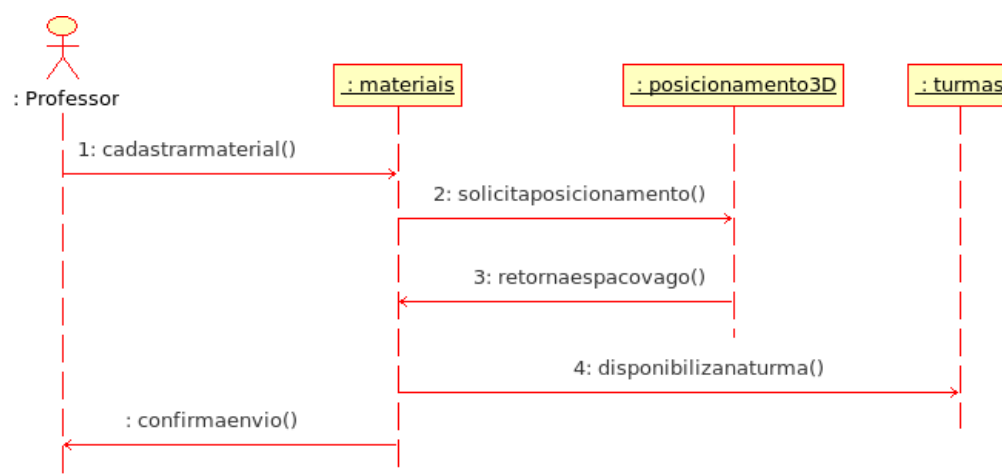 : Professor
: materiais
: posicionamento3D
: turmas
1: cadastrarmaterial()
2: solicitaposicionamento()
3: retornaespacovago()
4: disponibilizanaturma()
: confirmaenvio()